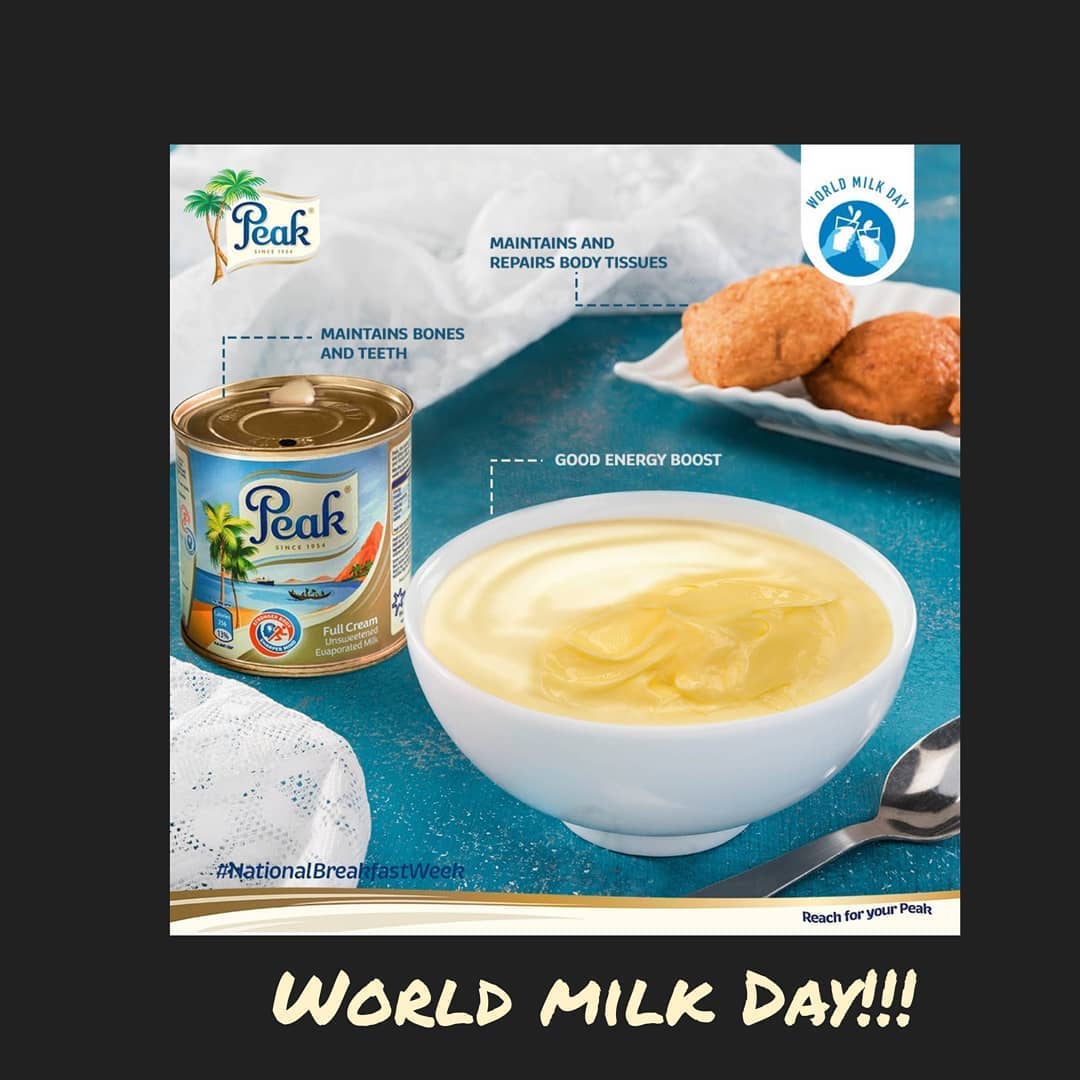 Peak
SINCE 1954
WORLD MILK DAY
MAINTAINS AND
REPAIRS BODY TISSUES
MAINTAINS BONES
AND TEETH
GOOD ENERGY BOOST
Peak
SINCE 1954
Full Cream
Unsweetened
Evaporated Milk
#NationalBreakfastWeek
Reach for your Peak
WORLD MILK DAY!!!